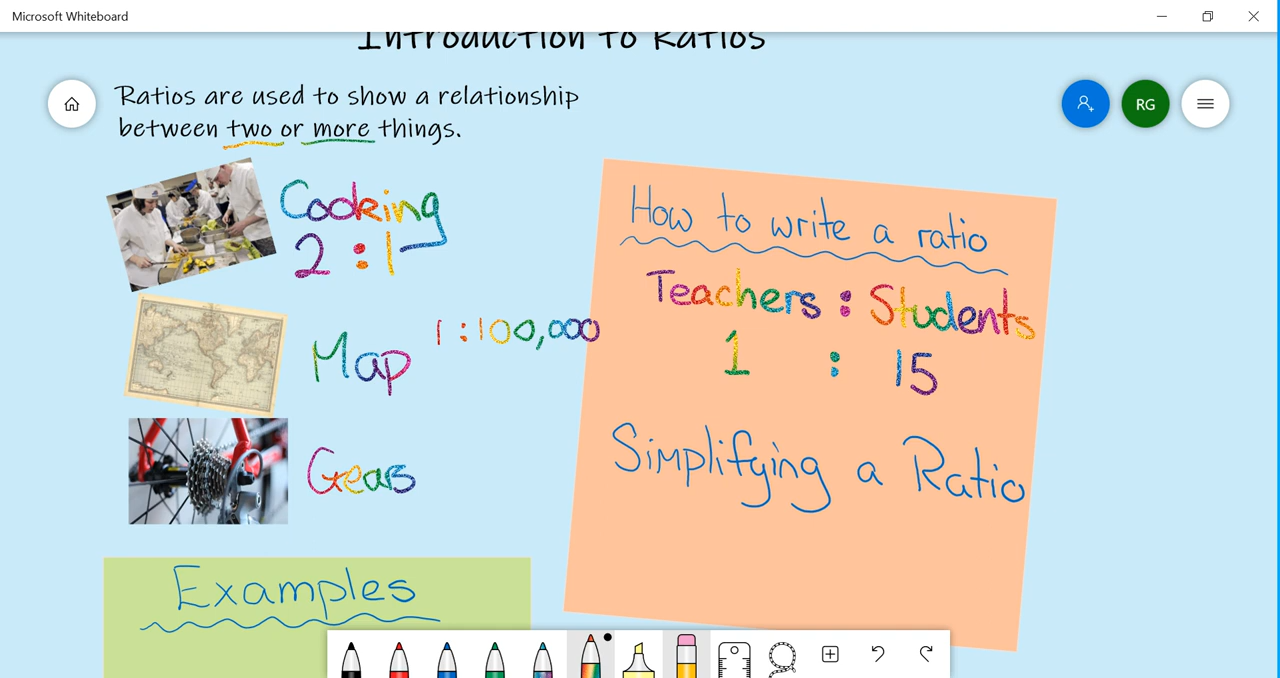 Microsoft Whiteboard
Introduction to Ratios
Ratios are used to show a relationship
between two or more things.
RG
Cooking
2 : 1
Map 1 : 100,000
Gears
Examples
How to write a ratio
Teachers : Students
1 : 15
Simplifying a Ratio